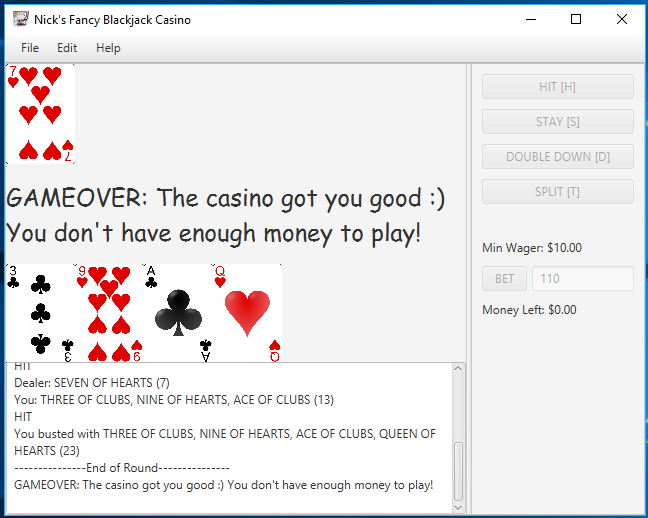 Nick's Fancy Blackjack Casino
File Edit Help
7
7
GAMEOVER: The casino got you good :)
You don't have enough money to play!
3 9 A Q
3 9 A Q
HIT
Dealer: SEVEN OF HEARTS (7)
You: THREE OF CLUBS, NINE OF HEARTS, ACE OF CLUBS (13)
HIT
You busted with THREE OF CLUBS, NINE OF HEARTS, ACE OF CLUBS, QUEEN OF
HEARTS (23)
---------------End of Round---------------
GAMEOVER: The casino got you good :) You don't have enough money to play!
HIT [H]
STAY [S]
DOUBLE DOWN [D]
SPLIT [T]
Min Wager: $10.00
BET 110
Money Left: $0.00